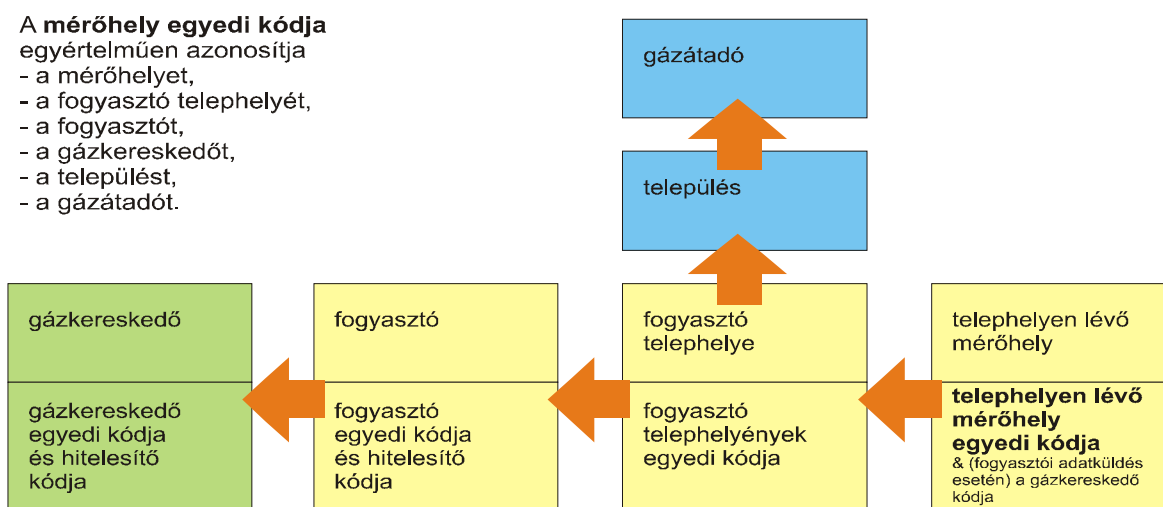 A mérőhely egyedi kódja
egyértelműen azonosítja
- a mérőhelyet,
- a fogyasztó telephelyét,
- a fogyasztót,
- a gázkereskedőt,
- a települést,
- a gázátadót.
gázátadó
település
gázkereskedő
fogyasztó
fogyasztó
telephelye
telephelyen lévő
mérőhely
gázkereskedő
egyedi kódja
és hitelesítő
kódja
fogyasztó
egyedi kódja
és hitelesítő
kódja
fogyasztó
telephelyények
egyedi kódja
telephelyen lévő
mérőhely
egyedi kódja
& (fogyasztói adatküldés
esetén) a gázkereskedő
kódja